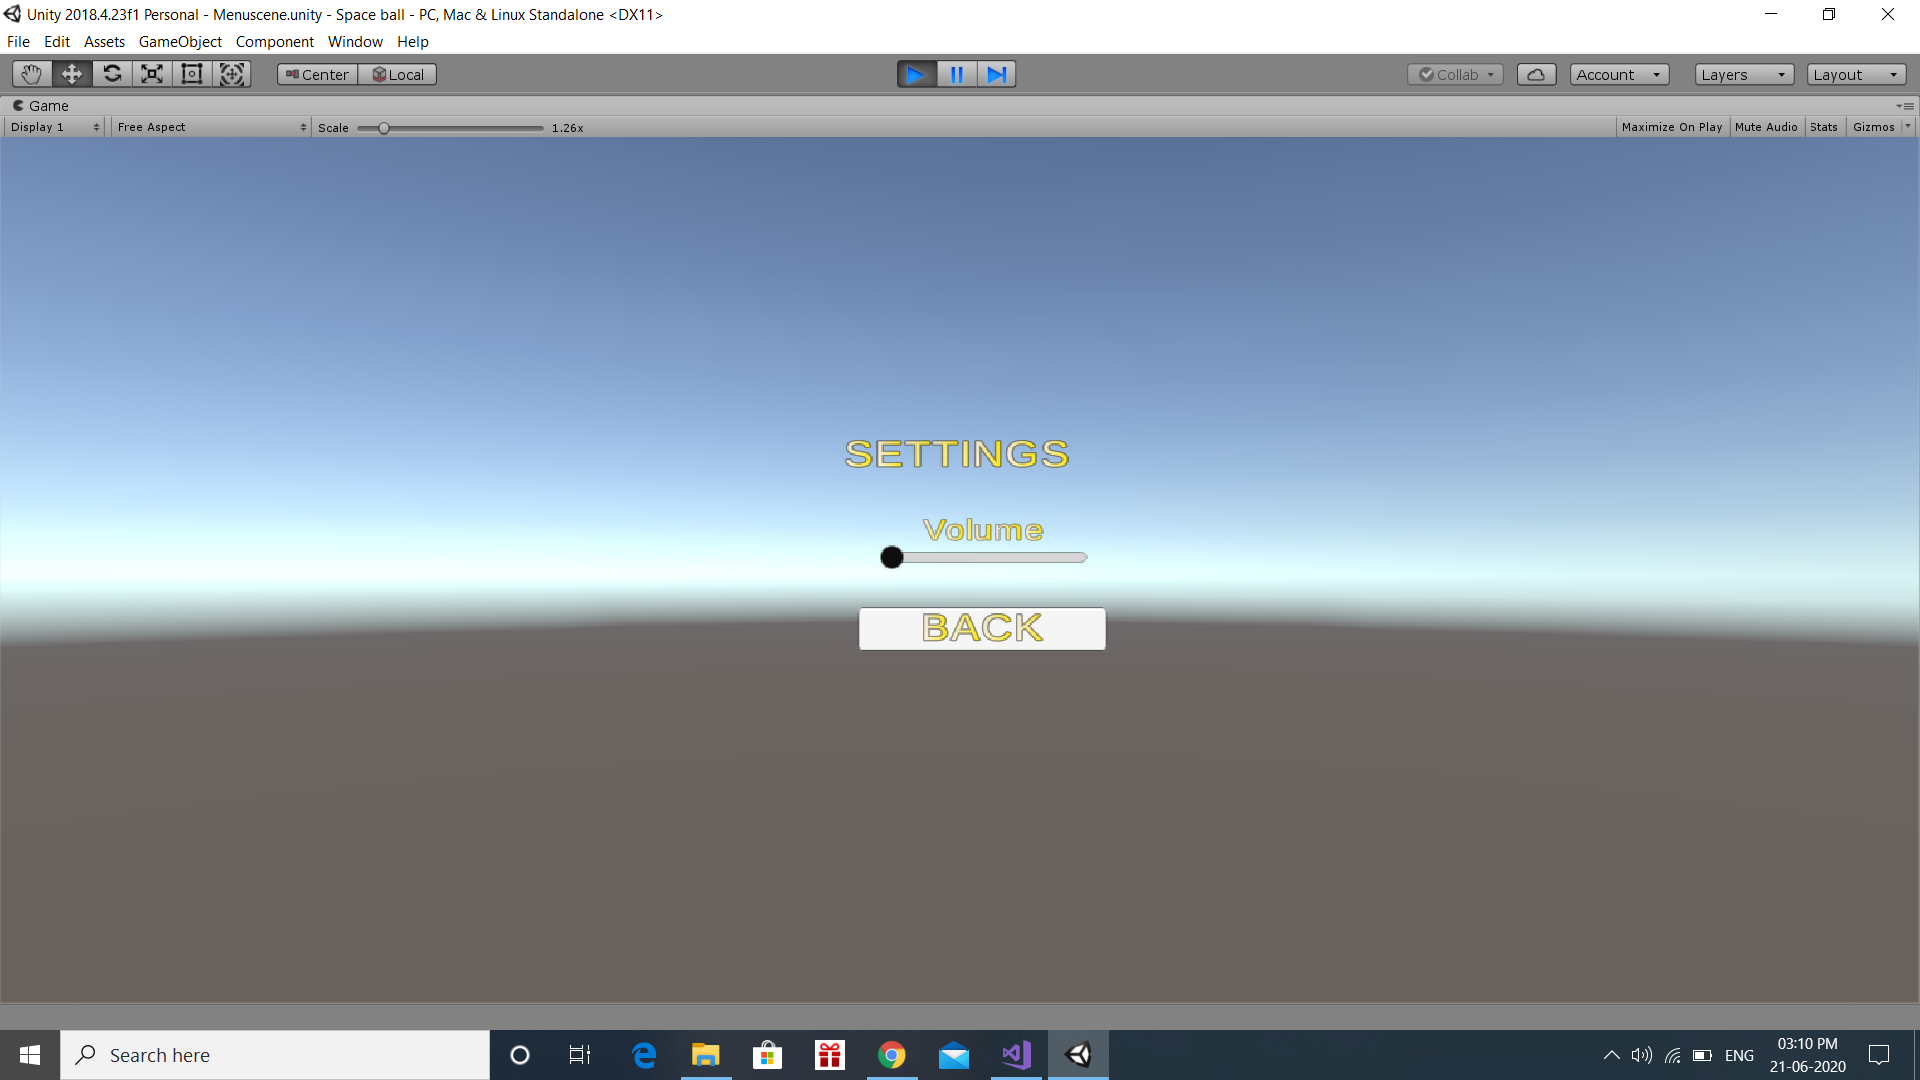 Unity 2018.4.23f1 Personal - Menuscene.unity - Space ball - PC, Mac & Linux Standalone <DX11>
File Edit Assets GameObject Component Window Help
Center Local Collab Account Layers Layout
Game
Display 1 Free Aspect Scale 1.26x Maximize On Play Mute Audio Stats Gizmos
SETTINGS
Volume
BACK
Search here ENG 03:10 PM
21-06-2020